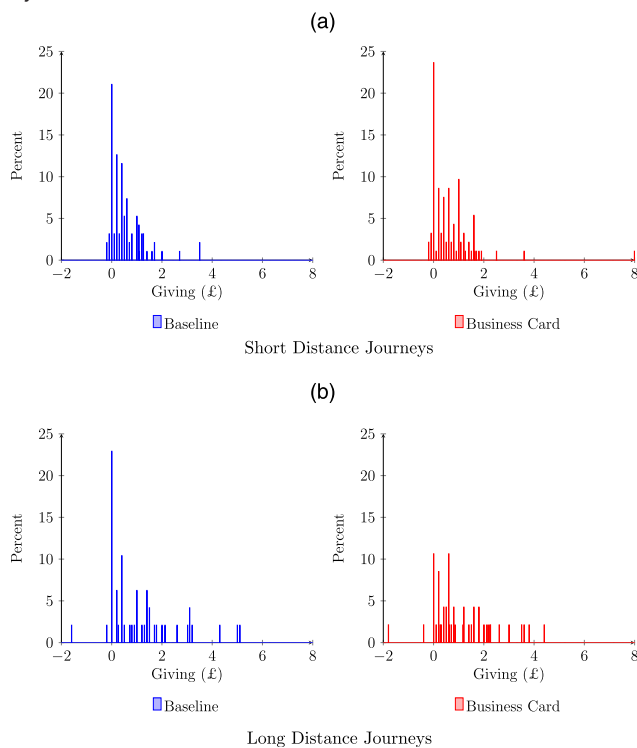 (a)
25
20
15
10
5
0
Percent
−2 0 2 4 6 8
Giving (£)
Baseline
25
20
15
10
5
0
Percent
−2 0 2 4 6 8
Giving (£)
Business Card
Short Distance Journeys
(b)
25
20
15
10
5
0
Percent
−2 0 2 4 6 8
Giving (£)
Baseline
25
20
15
10
5
0
Percent
−2 0 2 4 6 8
Giving (£)
Business Card
Long Distance Journeys